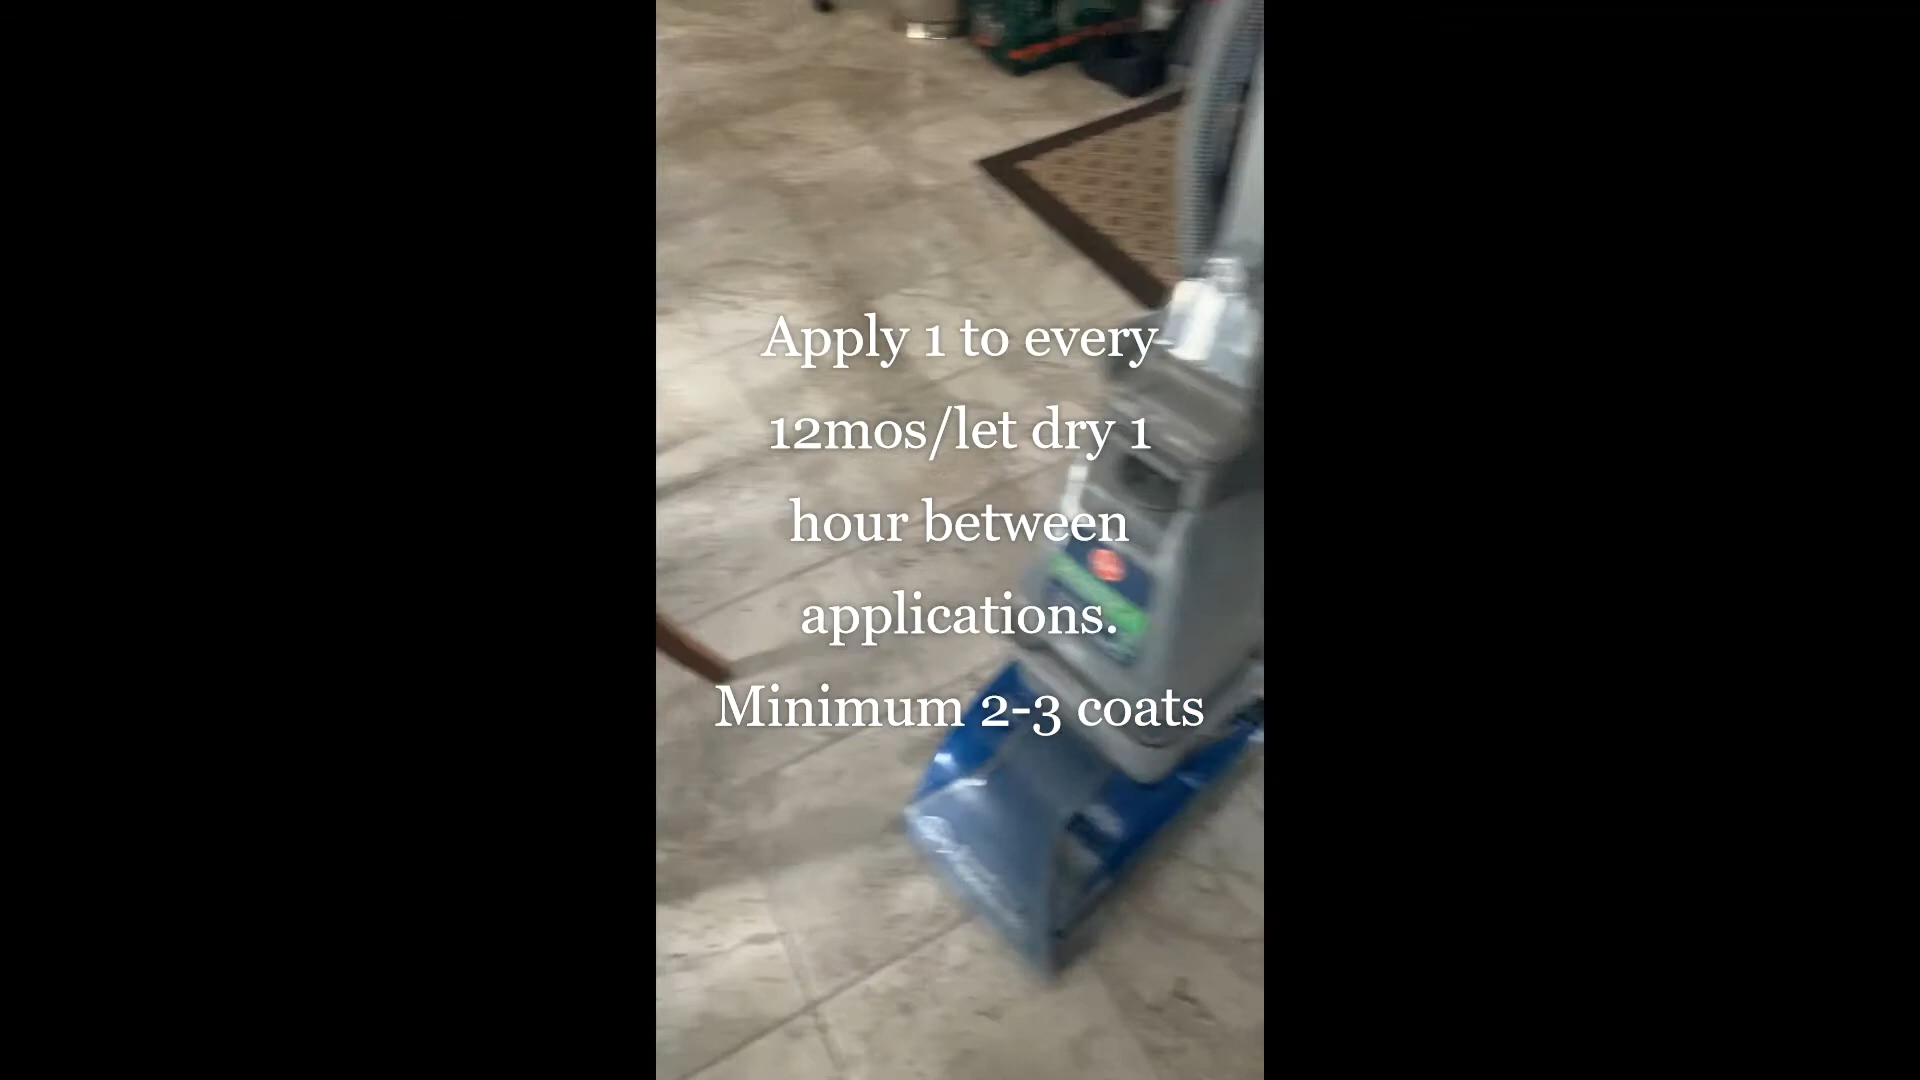 Apply 1 to every
12mos/let dry 1
hour between
applications.
Minimum 2-3 coats